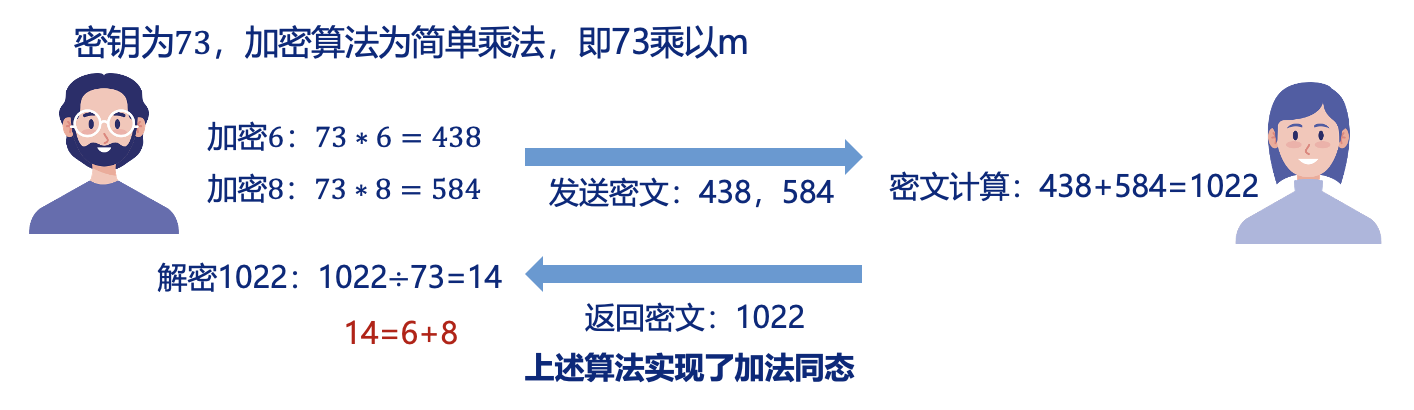 密钥为73，加密算法为简单乘法，即73乘以m
加密6：73 * 6 = 438
加密8：73 * 8 = 584
发送密文：438，584
密文计算：438+584=1022
解密1022：1022÷73=14
14=6+8
返回密文：1022
上述算法实现了加法同态